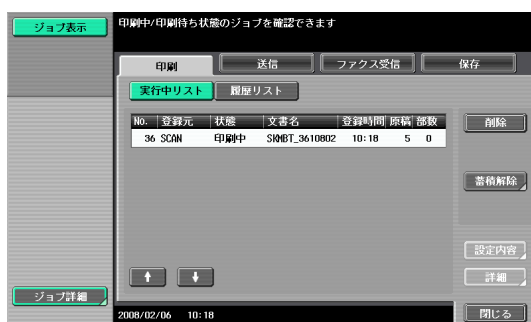 ジョブ表示
印刷中/印刷待ち状態のジョブを確認できます
印刷 送信 ファクス受信 保存
実行中リスト 履歴リスト
No. 登録元 状態 文書名 登録時間 原稿 部数
36 SCAN 印刷中 SKMBT_3610802 10:18 5 0
削除
蓄積解除
設定内容
詳細
ジョブ詳細
2008/02/06 10:18
閉じる